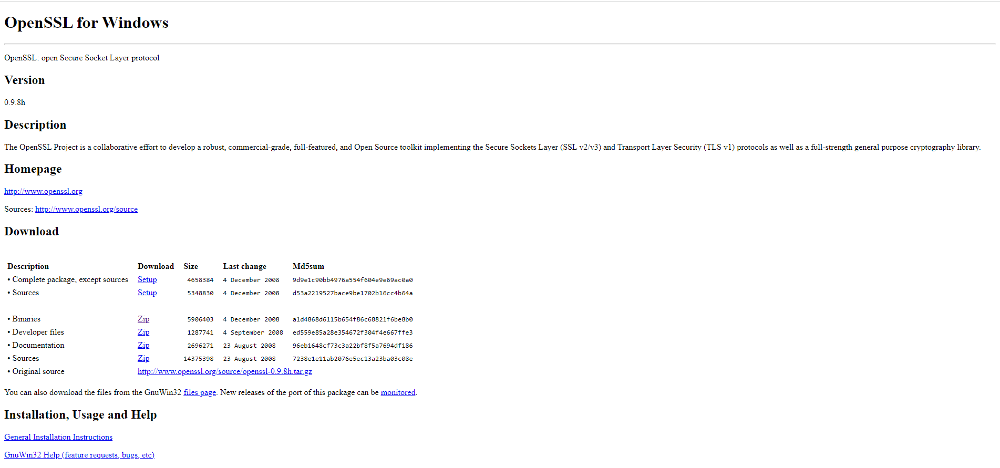 OpenSSL for Windows
OpenSSL: open Secure Socket Layer protocol
Version
0.9.8h
Description
The OpenSSL Project is a collaborative effort to develop a robust, commercial-grade, full-featured, and Open Source toolkit implementing the Secure Sockets Layer (SSL v2/v3) and Transport Layer Security (TLS v1) protocols as well as a full-strength general purpose cryptography library.
Homepage
http://www.openssl.org
Sources: http://www.openssl.org/source
Download
Description Download Size Last change Md5sum
• Complete package, except sources Setup 4658384 4 December 2008 9d9e1c90bb4976a554f604e9e69ac0a0
• Sources Setup 5348830 4 December 2008 d53a2219527bace9be1702b16cc4b64a
• Binaries Zip 5906403 4 December 2008 a1d4868d6115b654f86c68821f6be8b0
• Developer files Zip 1287741 4 September 2008 ed559e85a28e354672f304f4e667ffe3
• Documentation Zip 2696271 23 August 2008 96eb1648cf73c3a22bf8f5a7694df186
• Sources Zip 14375398 23 August 2008 7238e1e11ab2076e5ec13a23ba03c08e
• Original source http://www.openssl.org/source/openssl-0.9.8h.tar.gz
You can also download the files from the GnuWin32 files page. New releases of the port of this package can be monitored.
Installation, Usage and Help
General Installation Instructions
GnuWin32 Help (feature requests, bugs, etc)